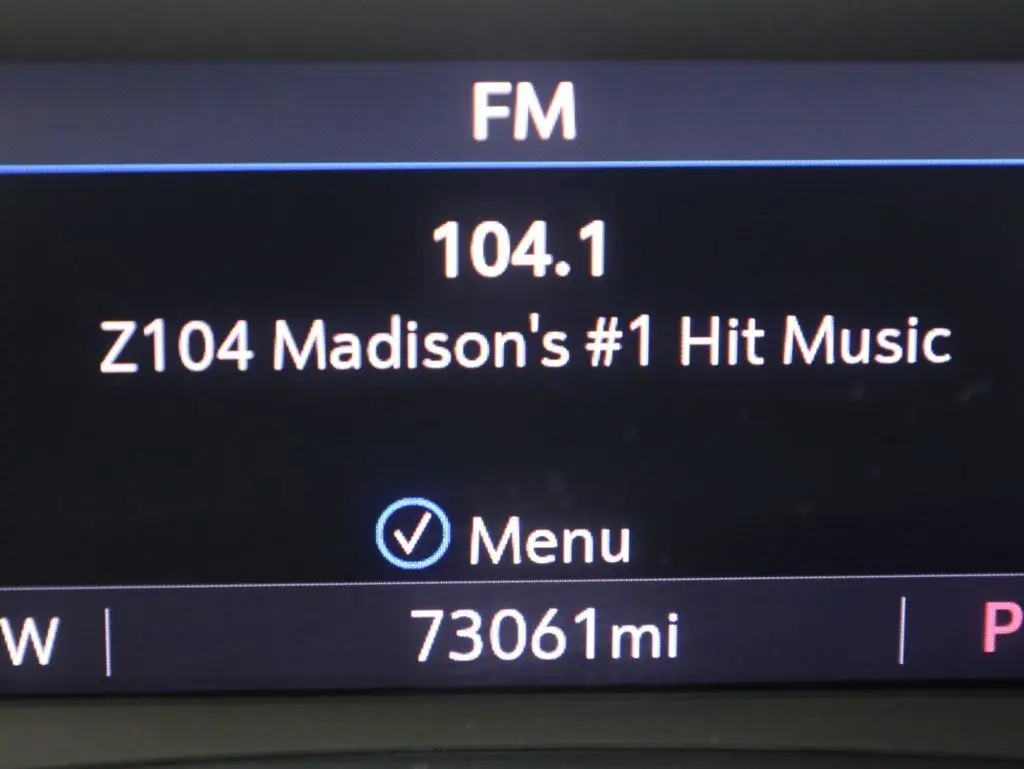 FM
104.1
Z104 Madison's #1 Hit Music
Menu
W 73061mi P